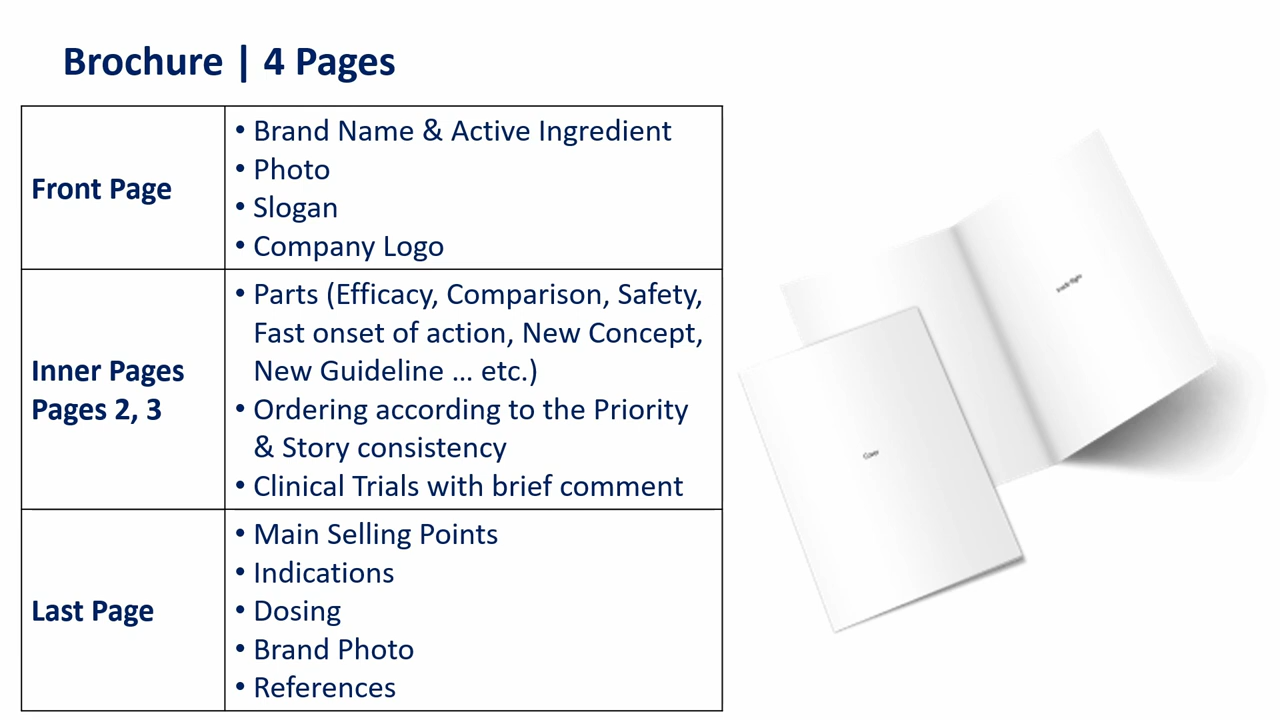 Brochure | 4 Pages
Front Page
• Brand Name & Active Ingredient
• Photo
• Slogan
• Company Logo
Inner Pages
Pages 2, 3
• Parts (Efficacy, Comparison, Safety,
Fast onset of action, New Concept,
New Guideline ... etc.)
• Ordering according to the Priority
& Story consistency
• Clinical Trials with brief comment
Last Page
• Main Selling Points
• Indications
• Dosing
• Brand Photo
• References
Cover